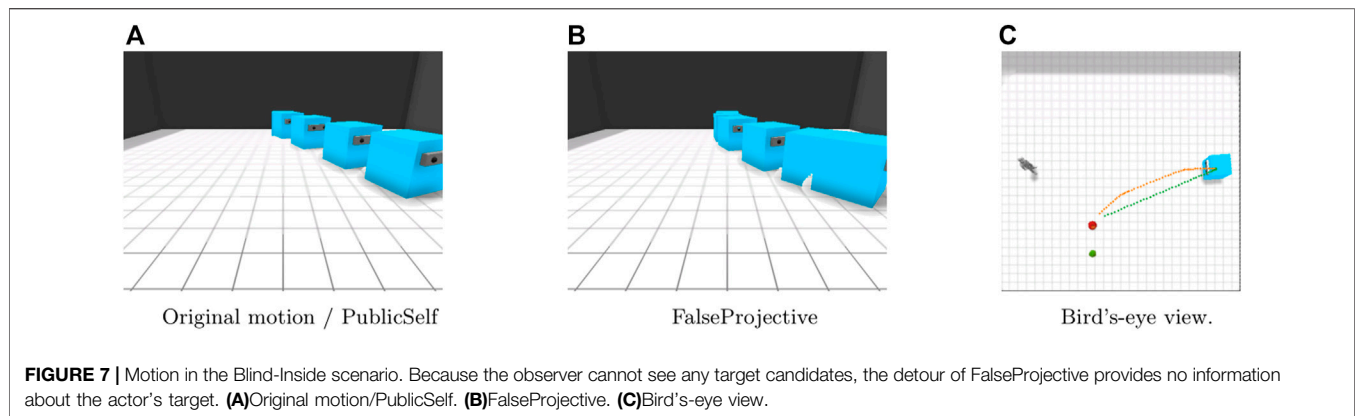 A
B
C
Original motion / PublicSelf
FalseProjective
Bird's-eye view.
FIGURE 7 | Motion in the Blind-Inside scenario. Because the observer cannot see any target candidates, the detour of FalseProjective provides no information
about the actor's target. (A)Original motion/PublicSelf. (B)FalseProjective. (C)Bird's-eye view.